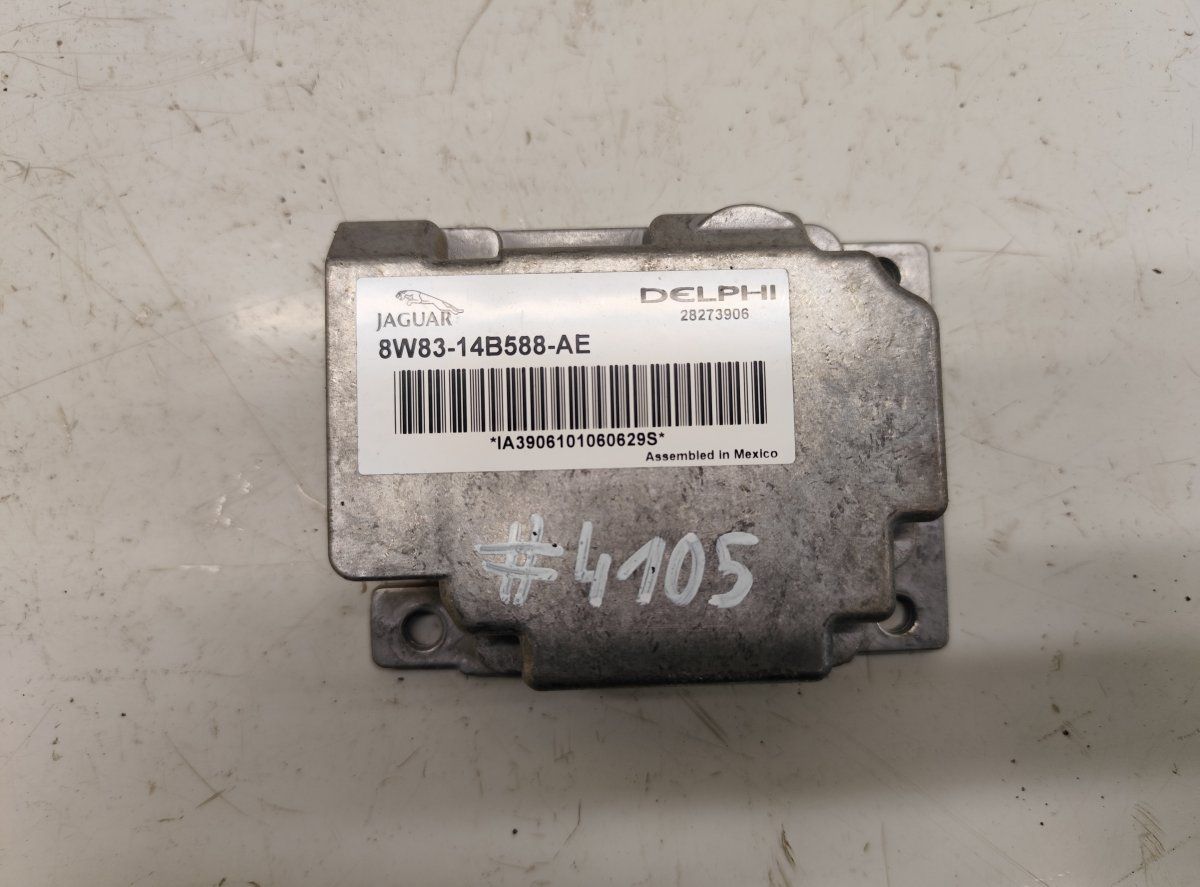 DELPHI
JAGUAR
28273906
8W83-14B588-AE
*IA3906101060629S*
Assembled in Mexico
#4105